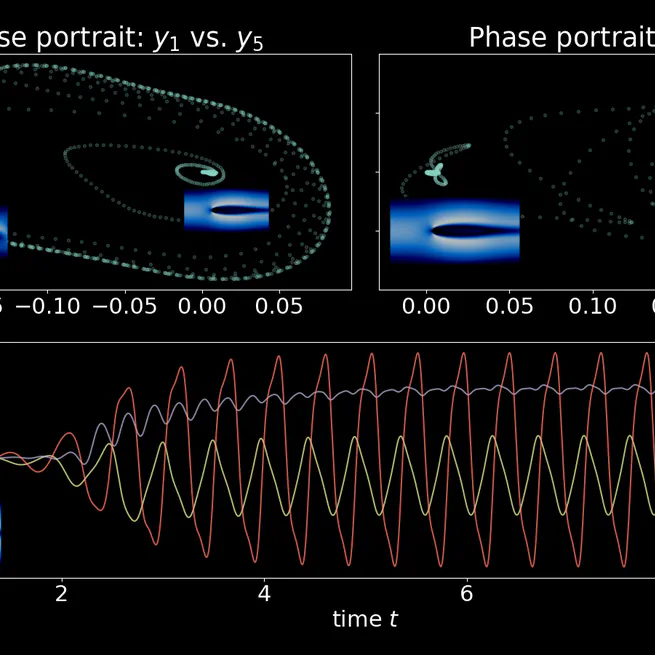 se portrait: y₁ vs. y₅
Phase portrait
−0.10 −0.05 0.00 0.05
0.00 0.05 0.10
2 4 6
time t